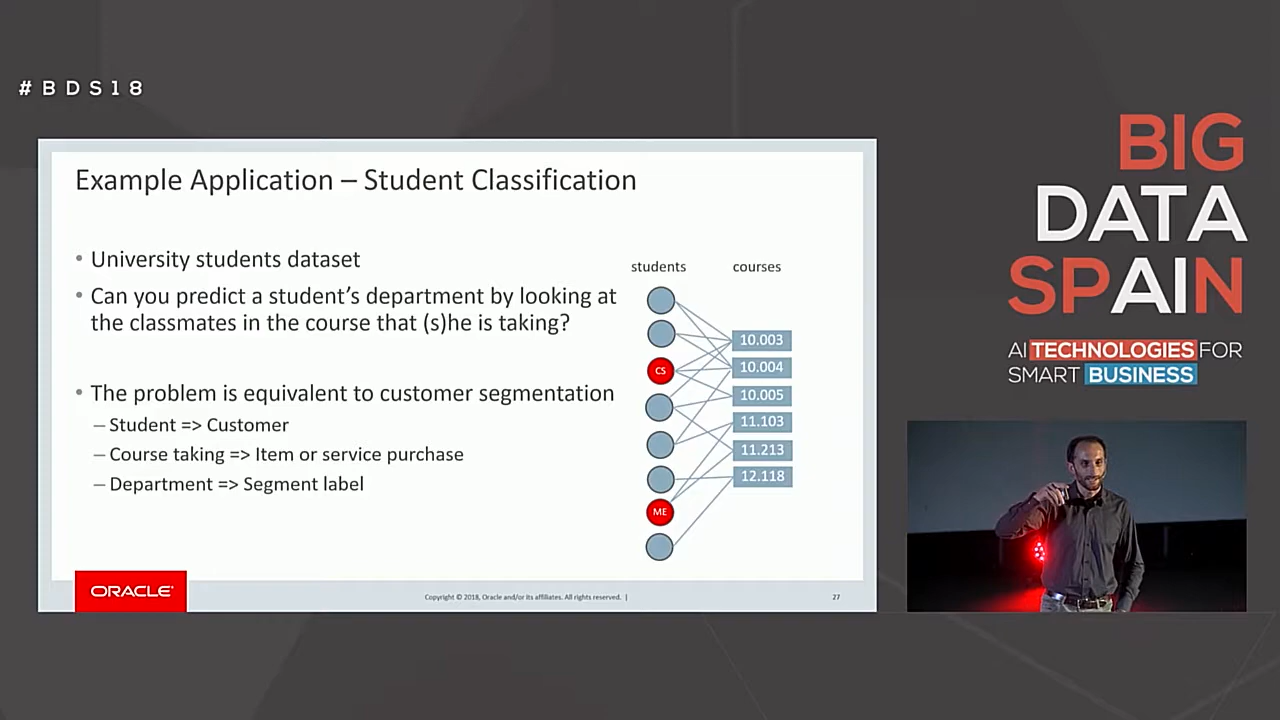 #BDS18
Example Application – Student Classification
• University students dataset
• Can you predict a student's department by looking at
the classmates in the course that (s)he is taking?
• The problem is equivalent to customer segmentation
– Student => Customer
– Course taking => Item or service purchase
– Department => Segment label
students courses
10.003
10.004
CS
10.005
11.103
11.213
12.118
ME
ORACLE®
Copyright © 2018, Oracle and/or its affiliates. All rights reserved. |
27
BIG
DATA
SPAIN
AI TECHNOLOGIES FOR
SMART BUSINESS